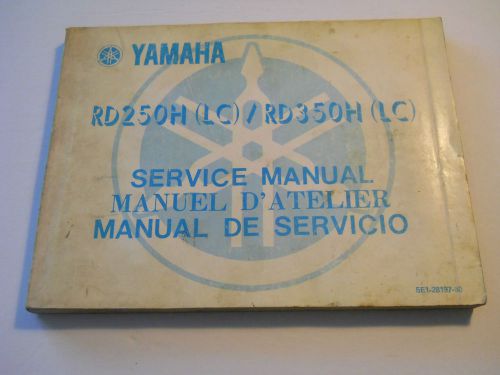 YAMAHA
RD250H (LC) / RD350H (LC)
SERVICE MANUAL
MANUEL D'ATELIER
MANUAL DE SERVICIO